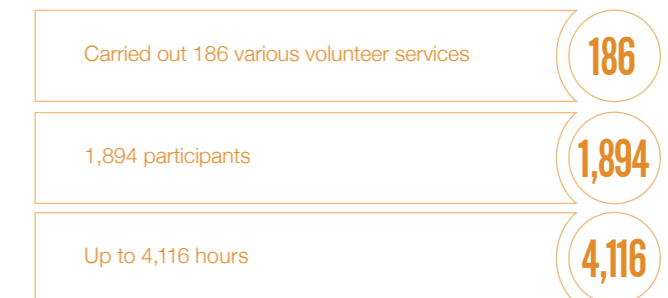 Carried out 186 various volunteer services
186
1,894 participants
1,894
Up to 4,116 hours
4,116